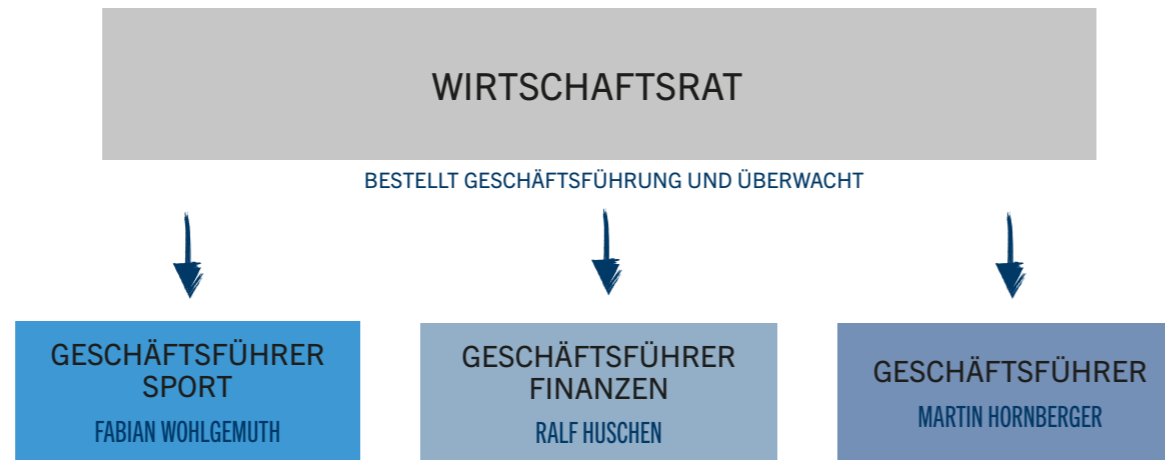 WIRTSCHAFTSRAT
BESTELLT GESCHÄFTSFÜHRUNG UND ÜBERWACHT
GESCHÄFTSFÜHRER
SPORT
FABIAN WOHLGEMUTH
GESCHÄFTSFÜHRER
FINANZEN
RALF HUSCHEN
GESCHÄFTSFÜHRER
MARTIN HORNBERGER